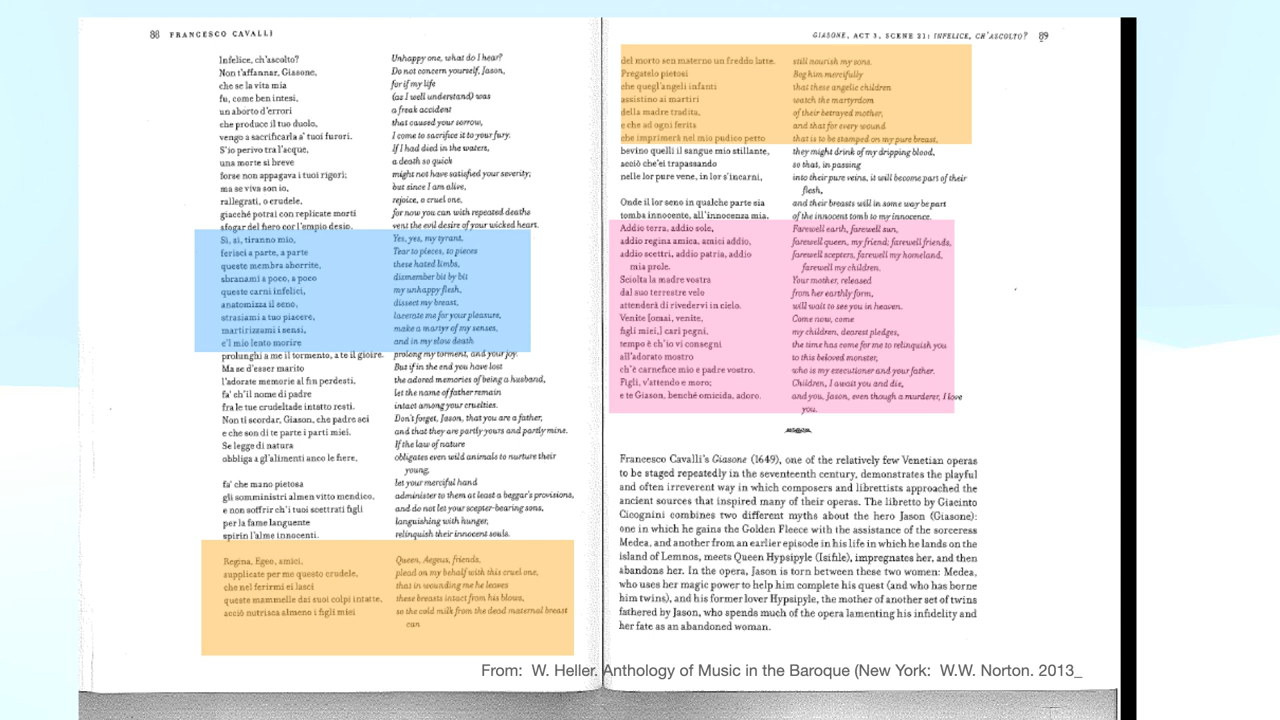 88 FRANCESCO CAVALLI
Infelice, ch'ascolto?
Non t'affannar, Giasone,
che se la vita mia
fu, come ben intesi,
un aborto d'errori
che produce il tuo duolo,
vengo a sacrificarla a' tuoi furori.
S'io perivo tra l'acque,
una morte sì breve
forse non appagava i tuoi rigori;
ma se viva son io,
rallegrati, o crudele,
giacché potrai con replicate morti
sfogar del fiero cor l'empio desio.
Sì, sì, tiranno mio,
ferisci a parte, a parte
queste membra aborrite,
sbranami a poco, a poco
queste carni infelici,
anatomizza il seno,
straziami a tuo piacere,
martirizzami i sensi,
e'l mio lento morire
prolunghi a me il tormento, a te il gioire.
Ma se d'esser marito
l'adorate memorie al fin perdesti,
fa' ch'il nome di padre
fra le tue crudeltade intatto resti.
Non ti scordar, Giason, che padre sei
e che son di te parte i parti miei.
Se legge di natura
obbliga a gl'alimenti anco le fiere,
fa' che mano pietosa
gli somministri almen vitto mendico,
e non soffrir ch'i tuoi scettrati figli
per la fame languente
spirin l'alme innocenti.
Regina, Egeo, amici,
supplicate per me questo crudele,
che nel ferirmi ei lasci
queste mammelle dai suoi colpi intatte,
acciò nutrisca almeno i figli miei
Unhappy one, what do I hear?
Do not concern yourself, Jason,
for if my life
(as I well understand) was
a freak accident
that caused your sorrow,
I come to sacrifice it to your fury.
If I had died in the waters,
a death so quick
might not have satisfied your severity;
but since I am alive,
rejoice, o cruel one,
for now you can with repeated deaths
vent the evil desire of your wicked heart.
Yes, yes, my tyrant,
Tear to pieces, to pieces
these hated limbs,
dismember bit by bit
my unhappy flesh,
dissect my breast,
lacerate me for your pleasure,
make a martyr of my senses,
and in my slow death
prolong my torment, and your joy.
But if in the end you have lost
the adored memories of being a husband,
let the name of father remain
intact among your cruelties.
Don't forget, Jason, that you are a father,
and that they are partly yours and partly mine.
If the law of nature
obligates even wild animals to nurture their
young,
let your merciful hand
administer to them at least a beggar's provisions,
and do not let your scepter-bearing sons,
languishing with hunger,
relinquish their innocent souls.
Queen, Aegeus, friends,
plead on my behalf with this cruel one,
that in wounding me he leaves
these breasts intact from his blows,
so the cold milk from the dead maternal breast
can
GIASONE, ACT 3, SCENE 21: INFELICE, CH'ASCOLTO? 89
del morto sen materno un freddo latte.
Pregatelo pietosi
che quegl'angeli infanti
assistino ai martiri
della madre tradita,
e che ad ogni ferita
che imprimerà nel mio pudico petto
bevino quelli il sangue mio stillante,
acciò che'ei trapassando
nelle lor pure vene, in lor s'incarni,
Onde il lor seno in qualche parte sia
tomba innocente, all'innocenza mia.
Addio terra, addio sole,
addio regina amica, amici addio,
addio scettri, addio patria, addio
mia prole.
Sciolta la madre vostra
dal suo terrestre velo
attenderà di rivedervi in cielo.
Venite [omai, venite,
figli miei,] cari pegni,
tempo è ch'io vi consegni
all'adorato mostro
ch'è carnefice mio e padre vostro.
Figli, v'attendo e moro;
e te Giason, benché omicida, adoro.
still nourish my sons.
Beg him mercifully
that these angelic children
watch the martyrdom
of their betrayed mother,
and that for every wound
that is to be stamped on my pure breast,
they might drink of my dripping blood,
so that, in passing
into their pure veins, it will become part of their
flesh,
and their breasts will in some way be part
of the innocent tomb to my innocence.
Farewell earth, farewell sun,
farewell queen, my friend; farewell friends,
farewell scepters, farewell my homeland,
farewell my children.
Your mother, released
from her earthly form,
will wait to see you in heaven.
Come now, come
my children, dearest pledges,
the time has come for me to relinquish you
to this beloved monster,
who is my executioner and your father.
Children, I await you and die,
and you, Jason, even though a murderer, I love
you.
Francesco Cavalli's Giasone (1649), one of the relatively few Venetian operas
to be staged repeatedly in the seventeenth century, demonstrates the playful
and often irreverent way in which composers and librettists approached the
ancient sources that inspired many of their operas. The libretto by Giacinto
Cicognini combines two different myths about the hero Jason (Giasone):
one in which he gains the Golden Fleece with the assistance of the sorceress
Medea, and another from an earlier episode in his life in which he lands on the
island of Lemnos, meets Queen Hypsipyle (Isifile), impregnates her, and then
abandons her. In the opera, Jason is torn between these two women: Medea,
who uses her magic power to help him complete his quest (and who has borne
him twins), and his former lover Hypsipyle, the mother of another set of twins
fathered by Jason, who spends much of the opera lamenting his infidelity and
her fate as an abandoned woman.
From: W. Heller. Anthology of Music in the Baroque (New York: W.W. Norton. 2013_